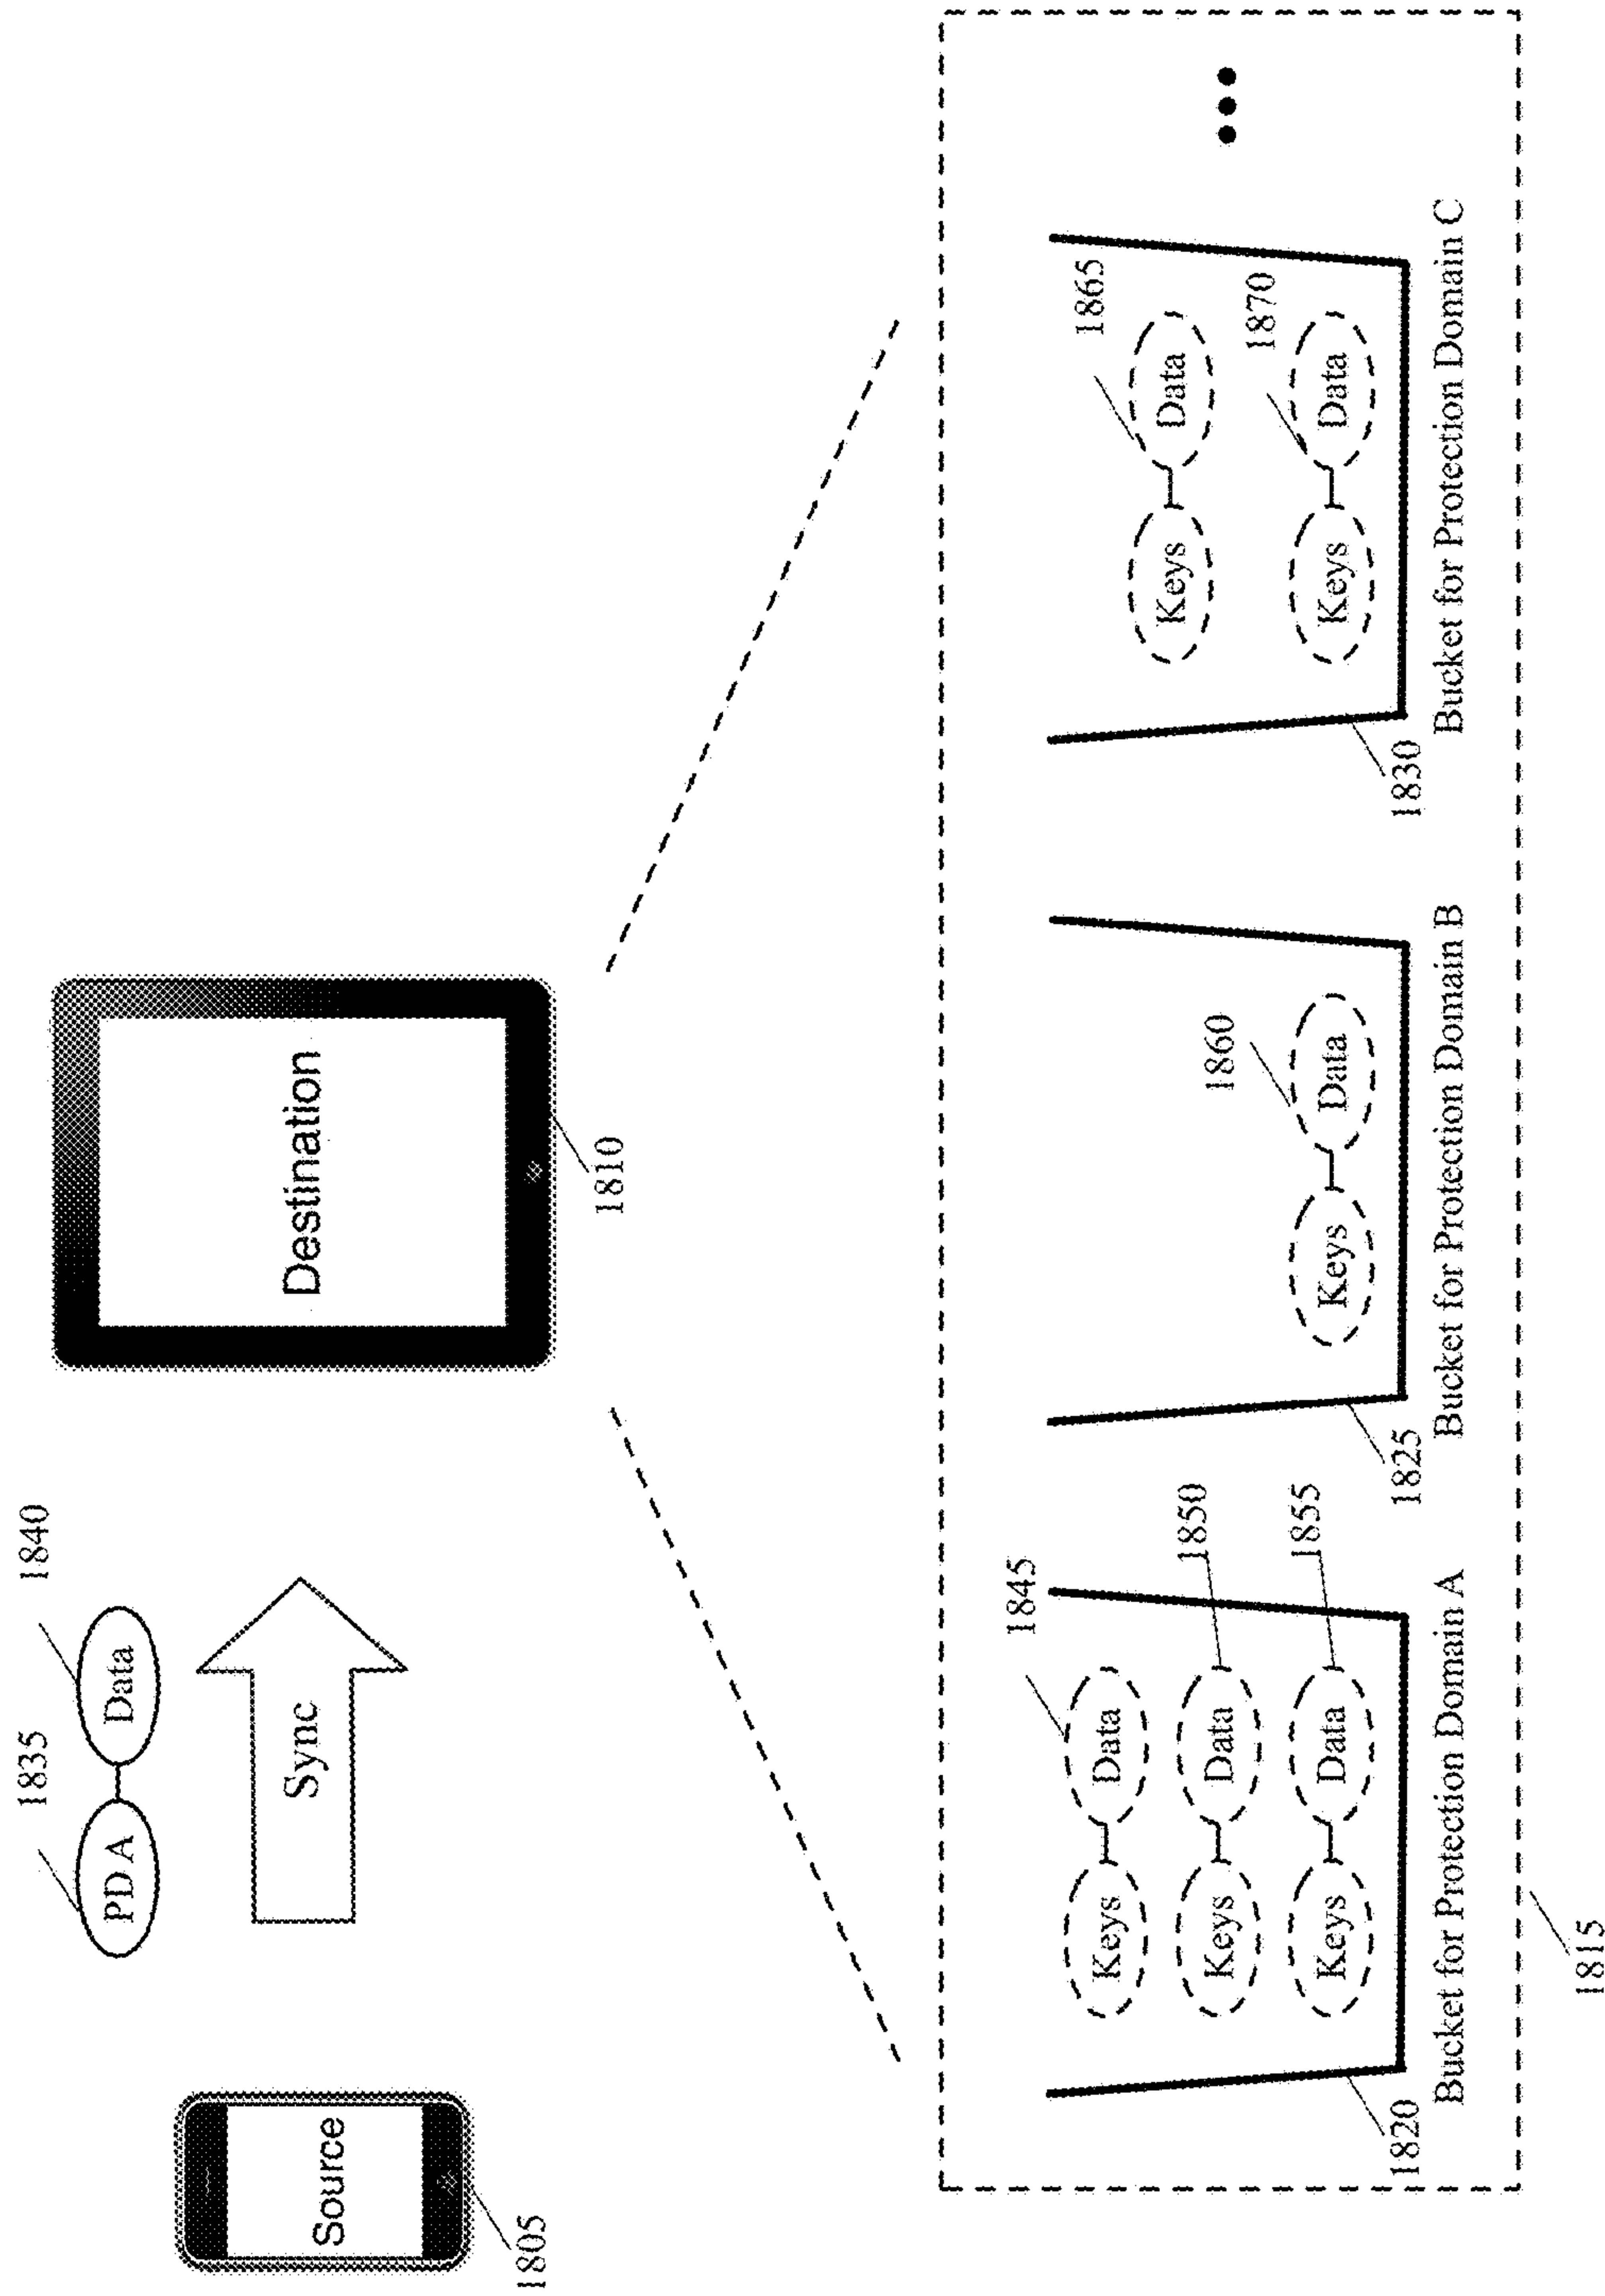 1835
1840
PD A
Data
Sync
Source
Destination
1805
1810
1845
Keys
Data
1850
Keys
Data
1855
Keys
Data
1820
Bucket for Protection Domain A
1860
Keys
Data
1825
Bucket for Protection Domain B
1865
Keys
Data
1870
Keys
Data
1830
Bucket for Protection Domain C
1815